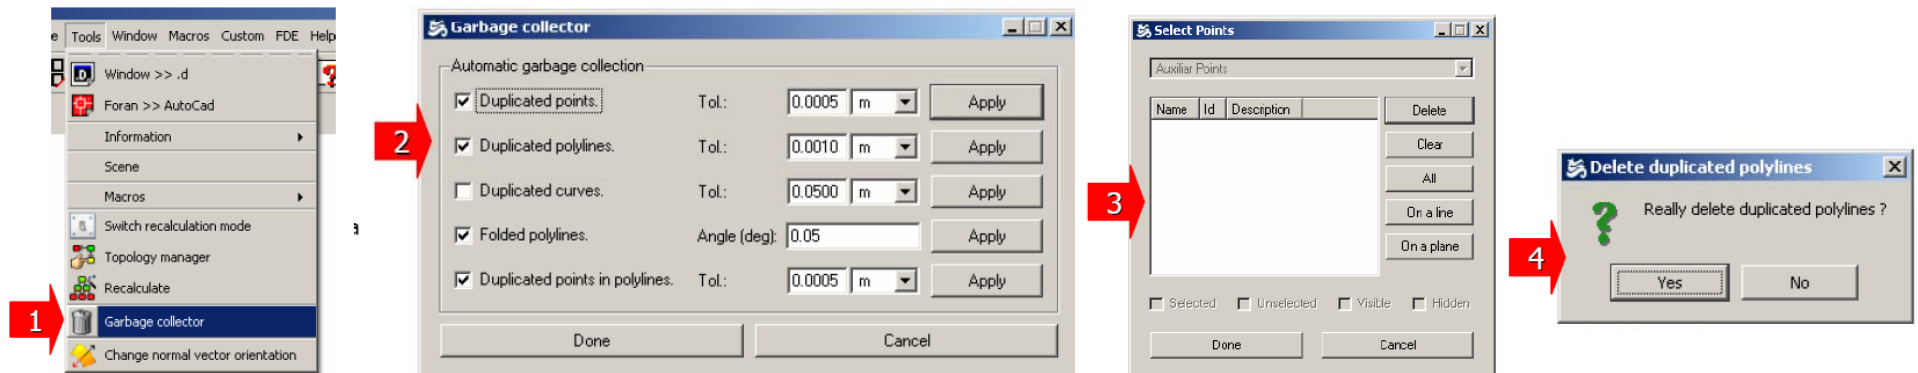 e Tools Window Macros Custom FDE Help
Window >> .d
Foran >> AutoCad
Information
Scene
Macros
Switch recalculation mode
Topology manager
Recalculate
1
Garbage collector
Change normal vector orientation
a
2
Garbage collector
Automatic garbage collection
Duplicated points. Tol.: 0.0005 m Apply
Duplicated polylines. Tol.: 0.0010 m Apply
Duplicated curves. Tol.: 0.0500 m Apply
Folded polylines. Angle (deg): 0.05 Apply
Duplicated points in polylines. Tol.: 0.0005 m Apply
Done Cancel
3
Select Points
Auxiliar Points
Name Id Description
Delete
Clear
All
On a line
On a plane
Selected Unselected Visible Hidden
Done Cancel
4
Delete duplicated polylines
Really delete duplicated polylines ?
Yes No